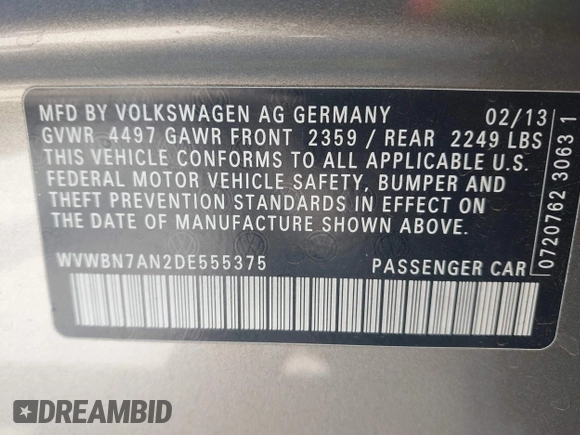 MFD BY VOLKSWAGEN AG GERMANY 02/13
GVWR 4497 GAWR FRONT 2359 / REAR 2249 LBS
THIS VEHICLE CONFORMS TO ALL APPLICABLE U.S.
FEDERAL MOTOR VEHICLE SAFETY, BUMPER AND
THEFT PREVENTION STANDARDS IN EFFECT ON
THE DATE OF MANUFACTURE SHOWN ABOVE.
WVWBN7AN2DE555375 PASSENGER CAR
0720762 3063 1
DREAMBID